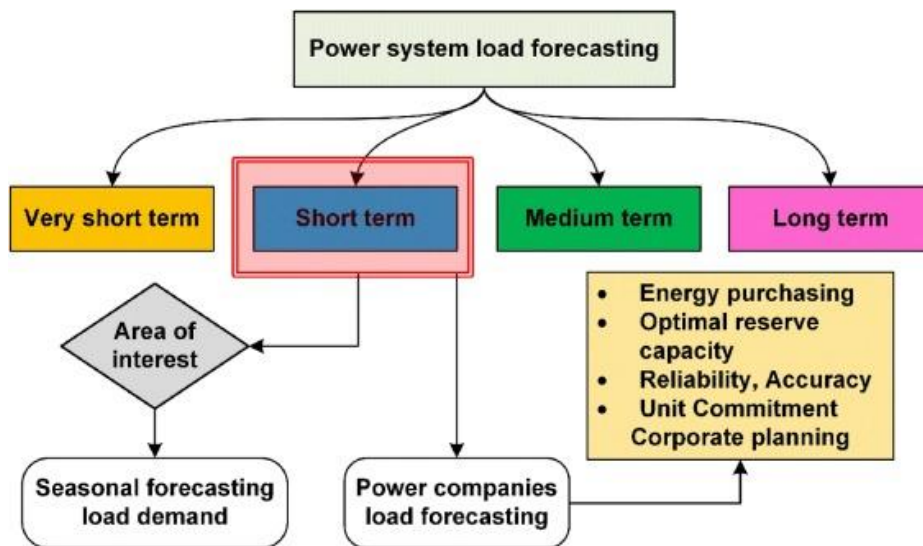 Power system load forecasting
Very short term
Short term
Medium term
Long term
Area of
interest
• Energy purchasing
• Optimal reserve
capacity
• Reliability, Accuracy
• Unit Commitment
Corporate planning
Seasonal forecasting
load demand
Power companies
load forecasting